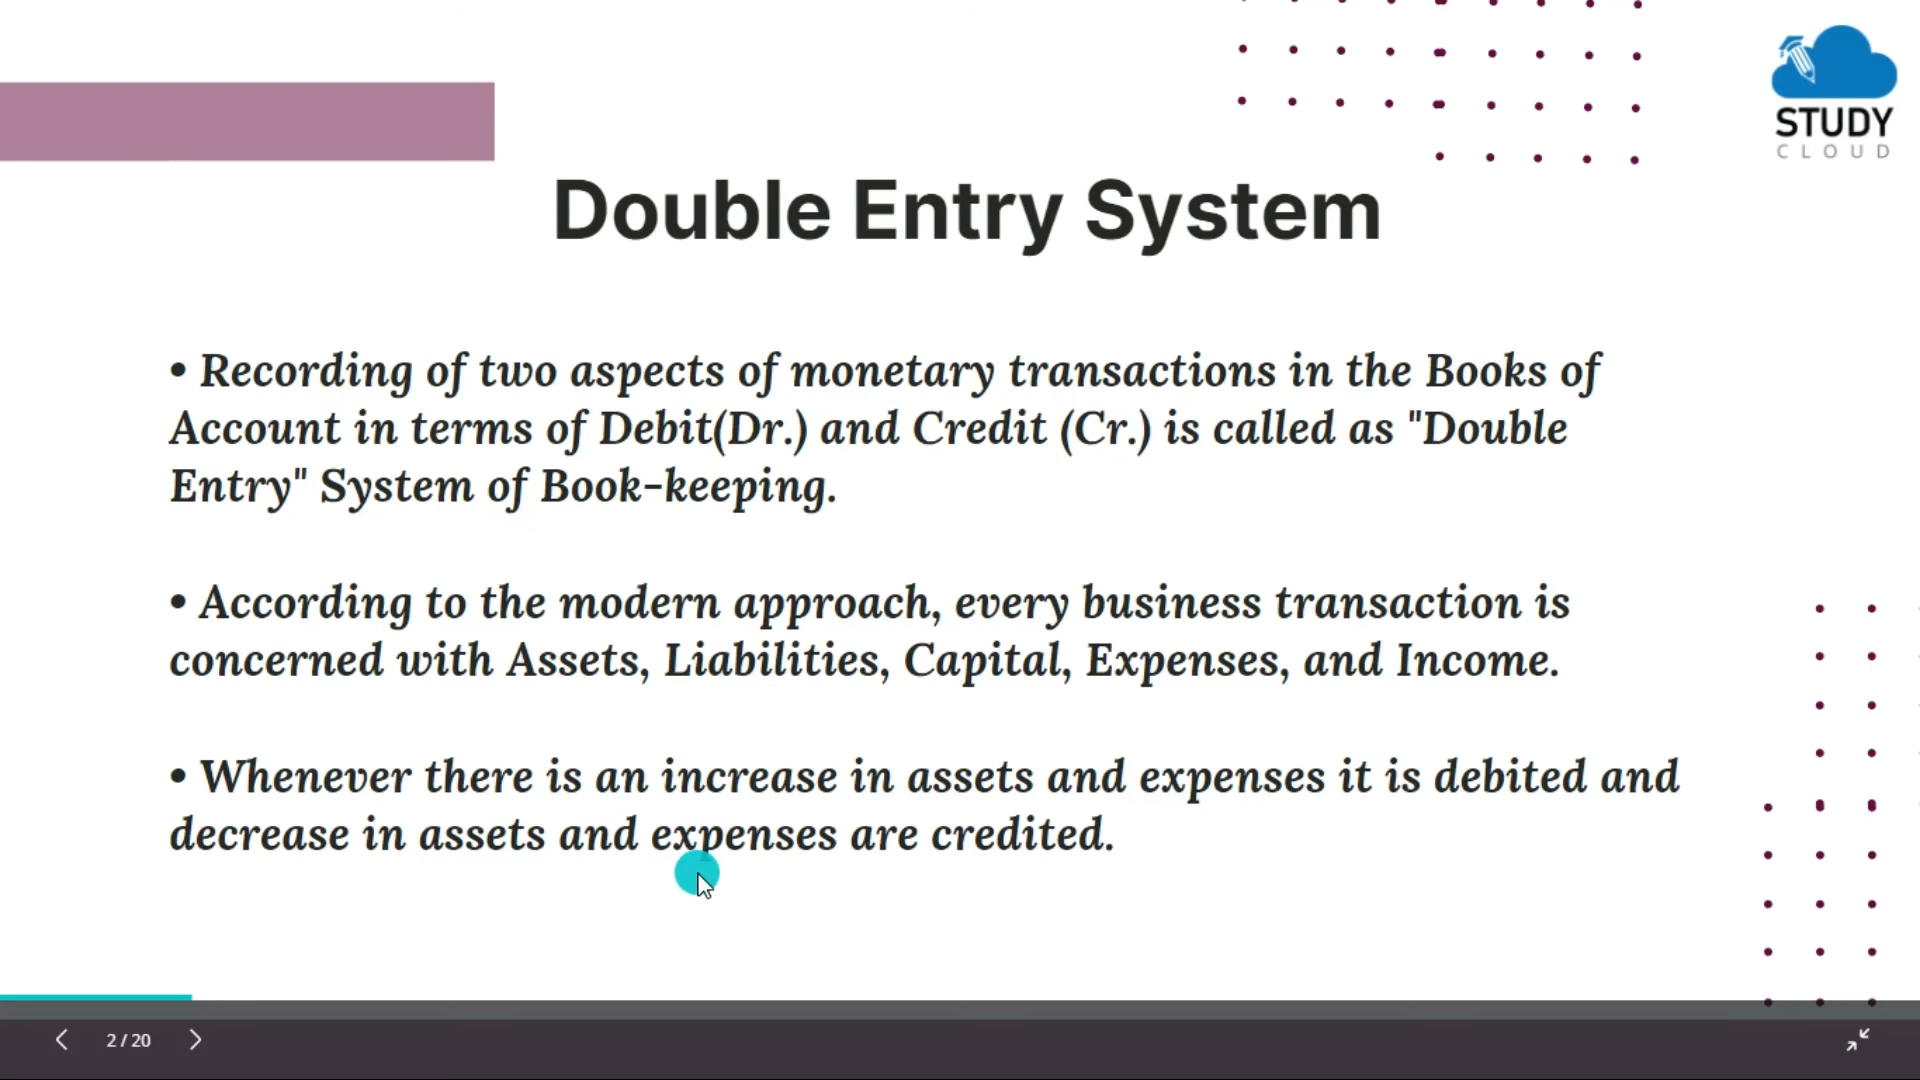 STUDY
CLOUD
Double Entry System
• Recording of two aspects of monetary transactions in the Books of
Account in terms of Debit(Dr.) and Credit (Cr.) is called as "Double
Entry" System of Book-keeping.
• According to the modern approach, every business transaction is
concerned with Assets, Liabilities, Capital, Expenses, and Income.
• Whenever there is an increase in assets and expenses it is debited and
decrease in assets and expenses are credited.
2 / 20